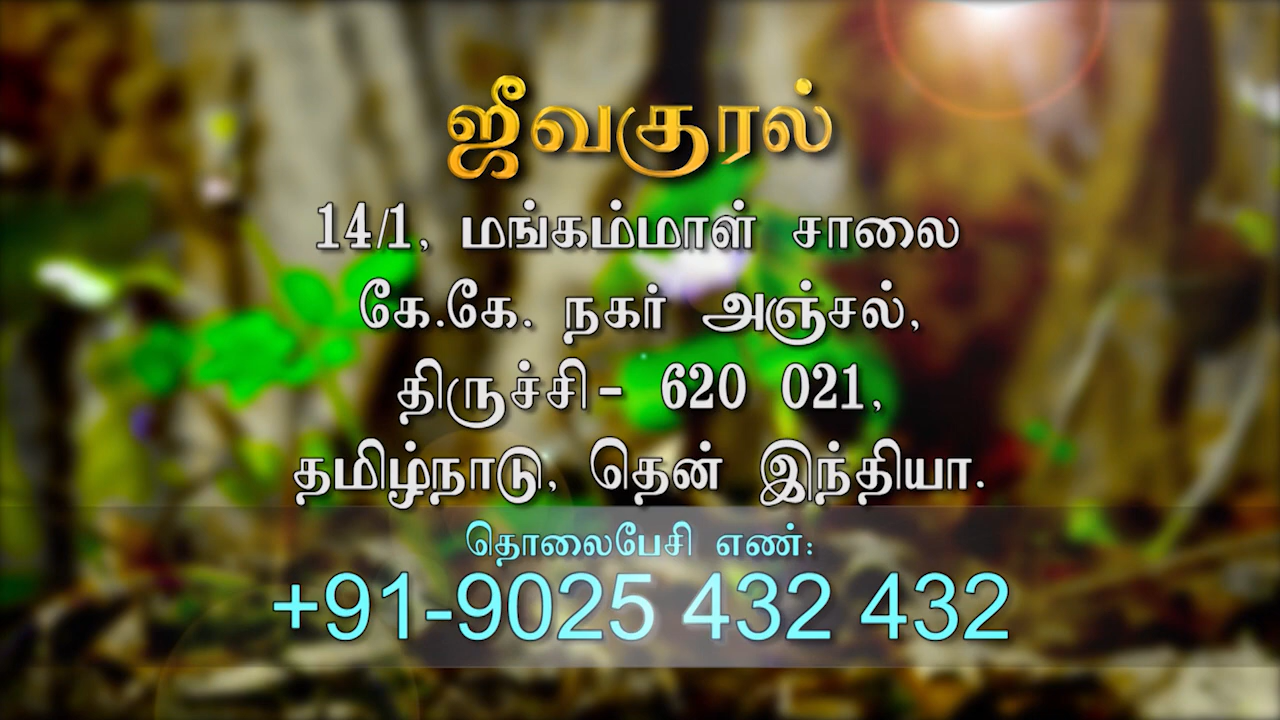 ஜீவகுரல்
14/1, மங்கம்மாள் சாலை
கே.கே. நகர் அஞ்சல்,
திருச்சி- 620 021,
தமிழ்நாடு, தென் இந்தியா.
தொலைபேசி எண்:
+91-9025 432 432